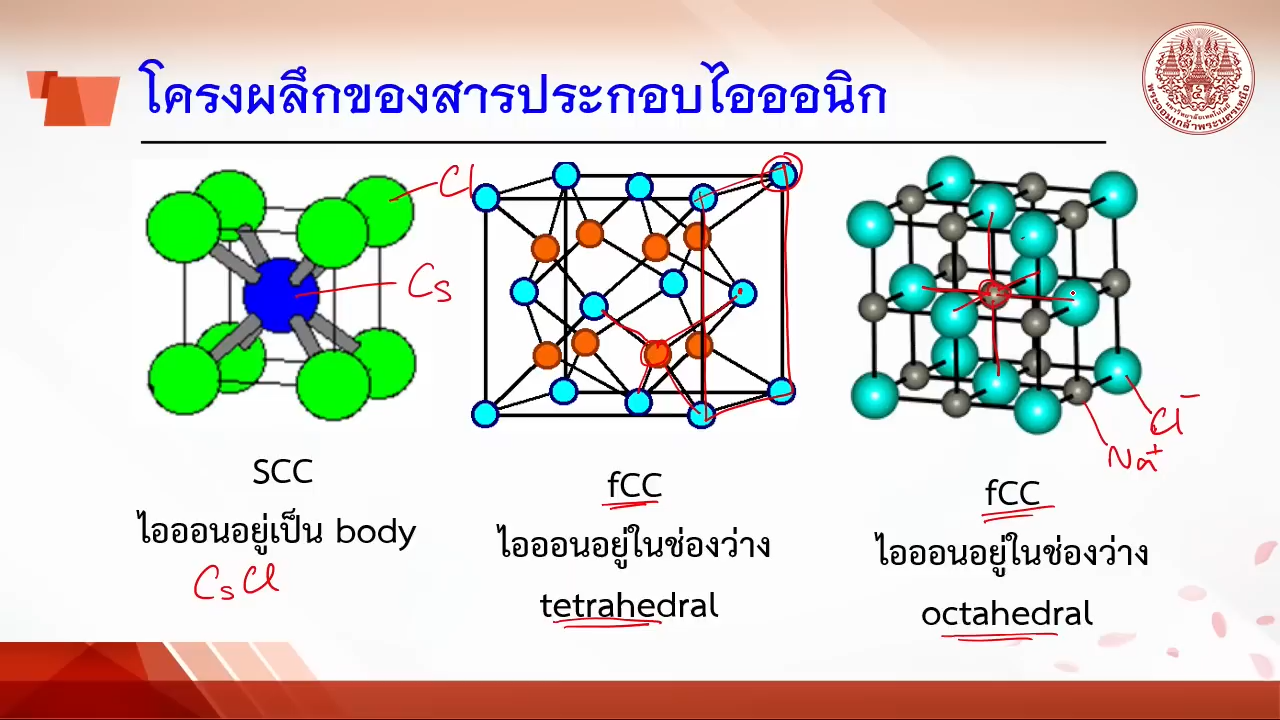 โครงผลึกของสารประกอบไอออนิก
Cl
Cs
Cl⁻
Na⁺
SCC
ไอออนอยู่เป็น body
CsCl
fCC
ไอออนอยู่ในช่องว่าง
tetrahedral
fCC
ไอออนอยู่ในช่องว่าง
octahedral